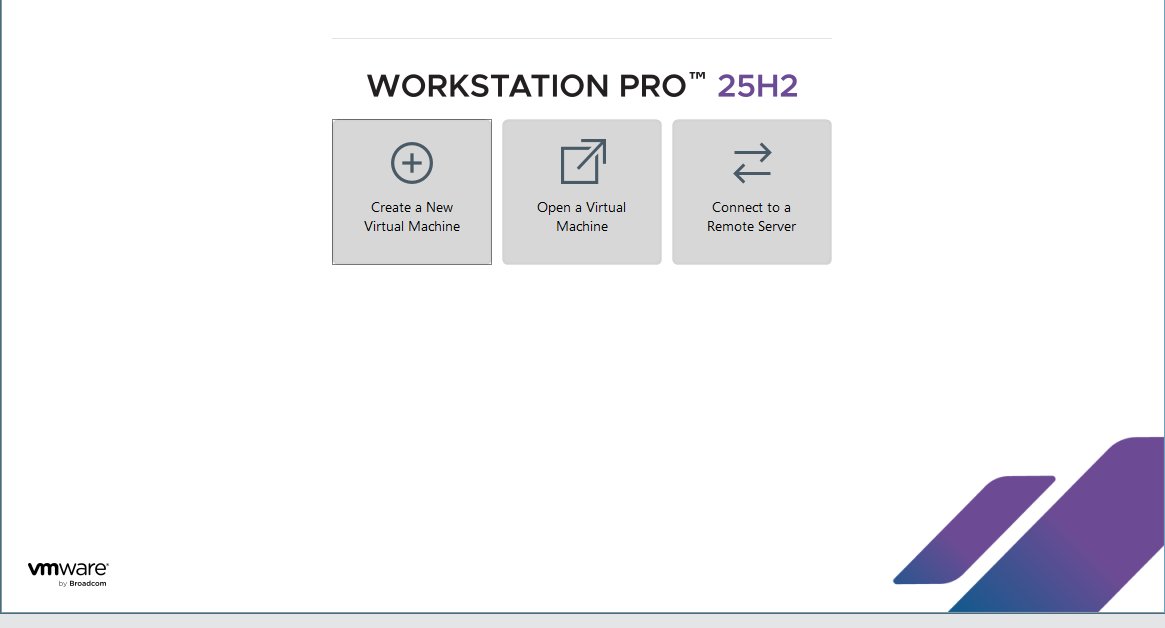 WORKSTATION PRO™ 25H2
Create a New
Virtual Machine
Open a Virtual
Machine
Connect to a
Remote Server
vmware®
by Broadcom